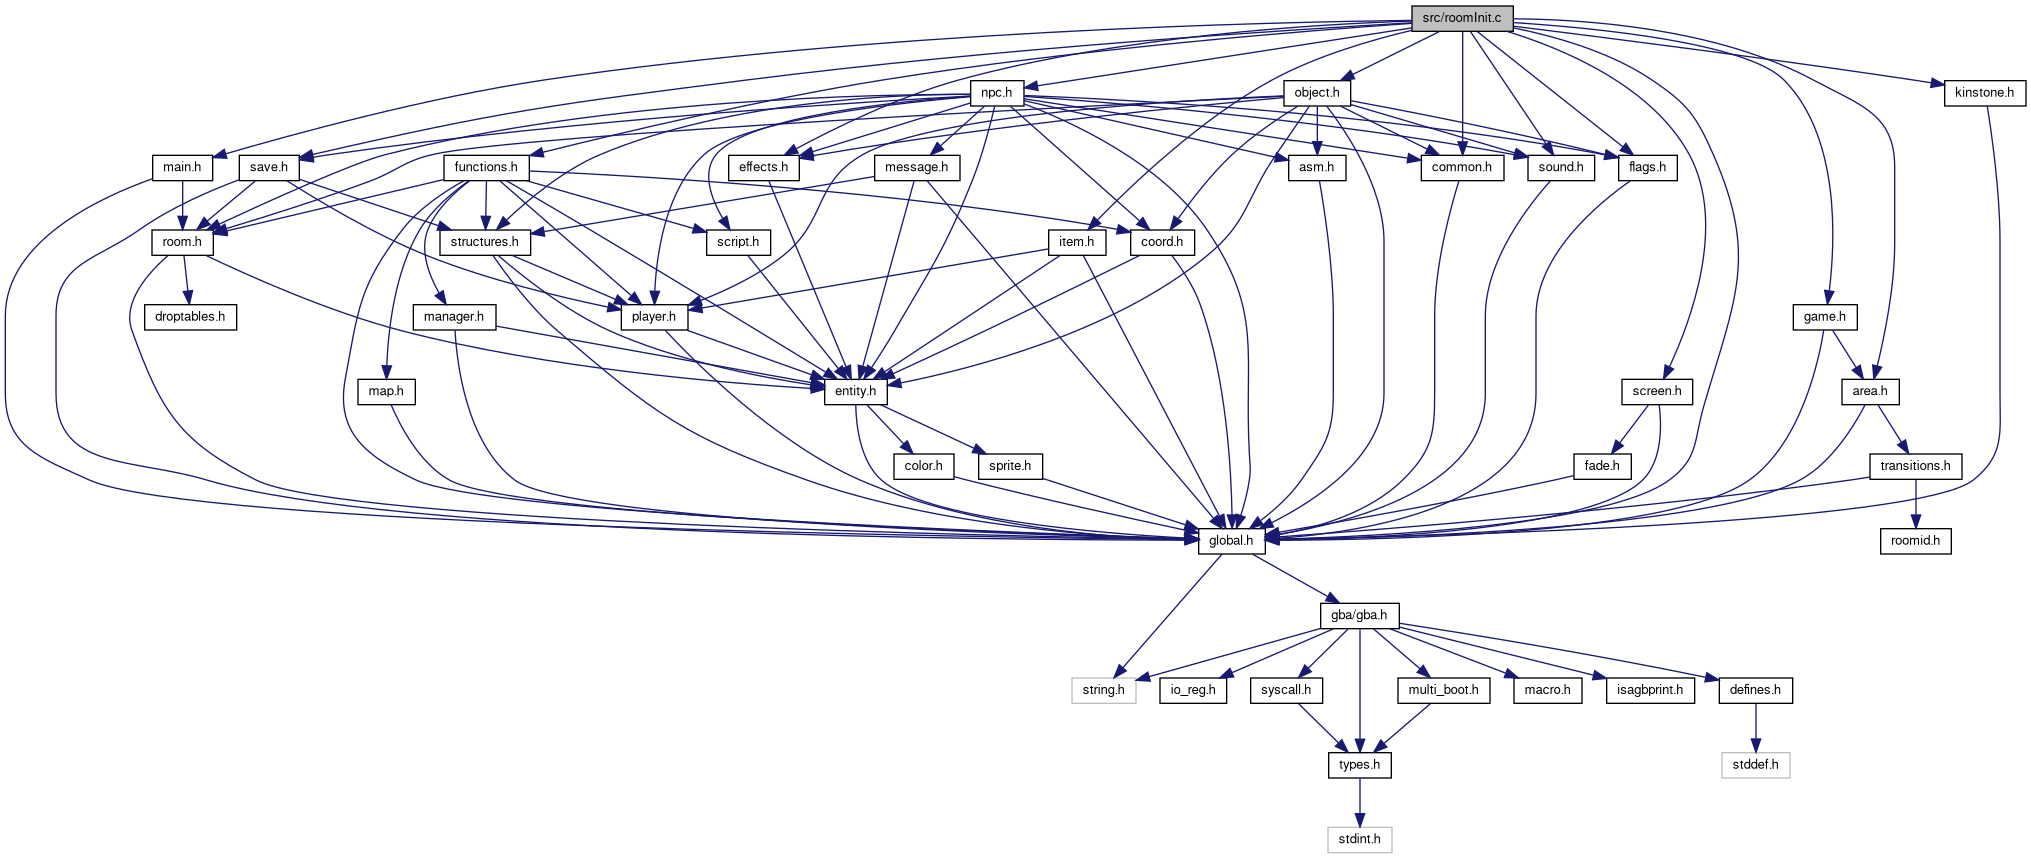 src/roomInit.c
npc.h
object.h
kinstone.h
main.h
save.h
functions.h
effects.h
message.h
asm.h
common.h
sound.h
flags.h
room.h
structures.h
script.h
item.h
coord.h
droptables.h
manager.h
player.h
game.h
map.h
entity.h
screen.h
area.h
color.h
sprite.h
fade.h
transitions.h
global.h
roomid.h
gba/gba.h
string.h
io_reg.h
syscall.h
multi_boot.h
macro.h
isagbprint.h
defines.h
types.h
stddef.h
stdint.h